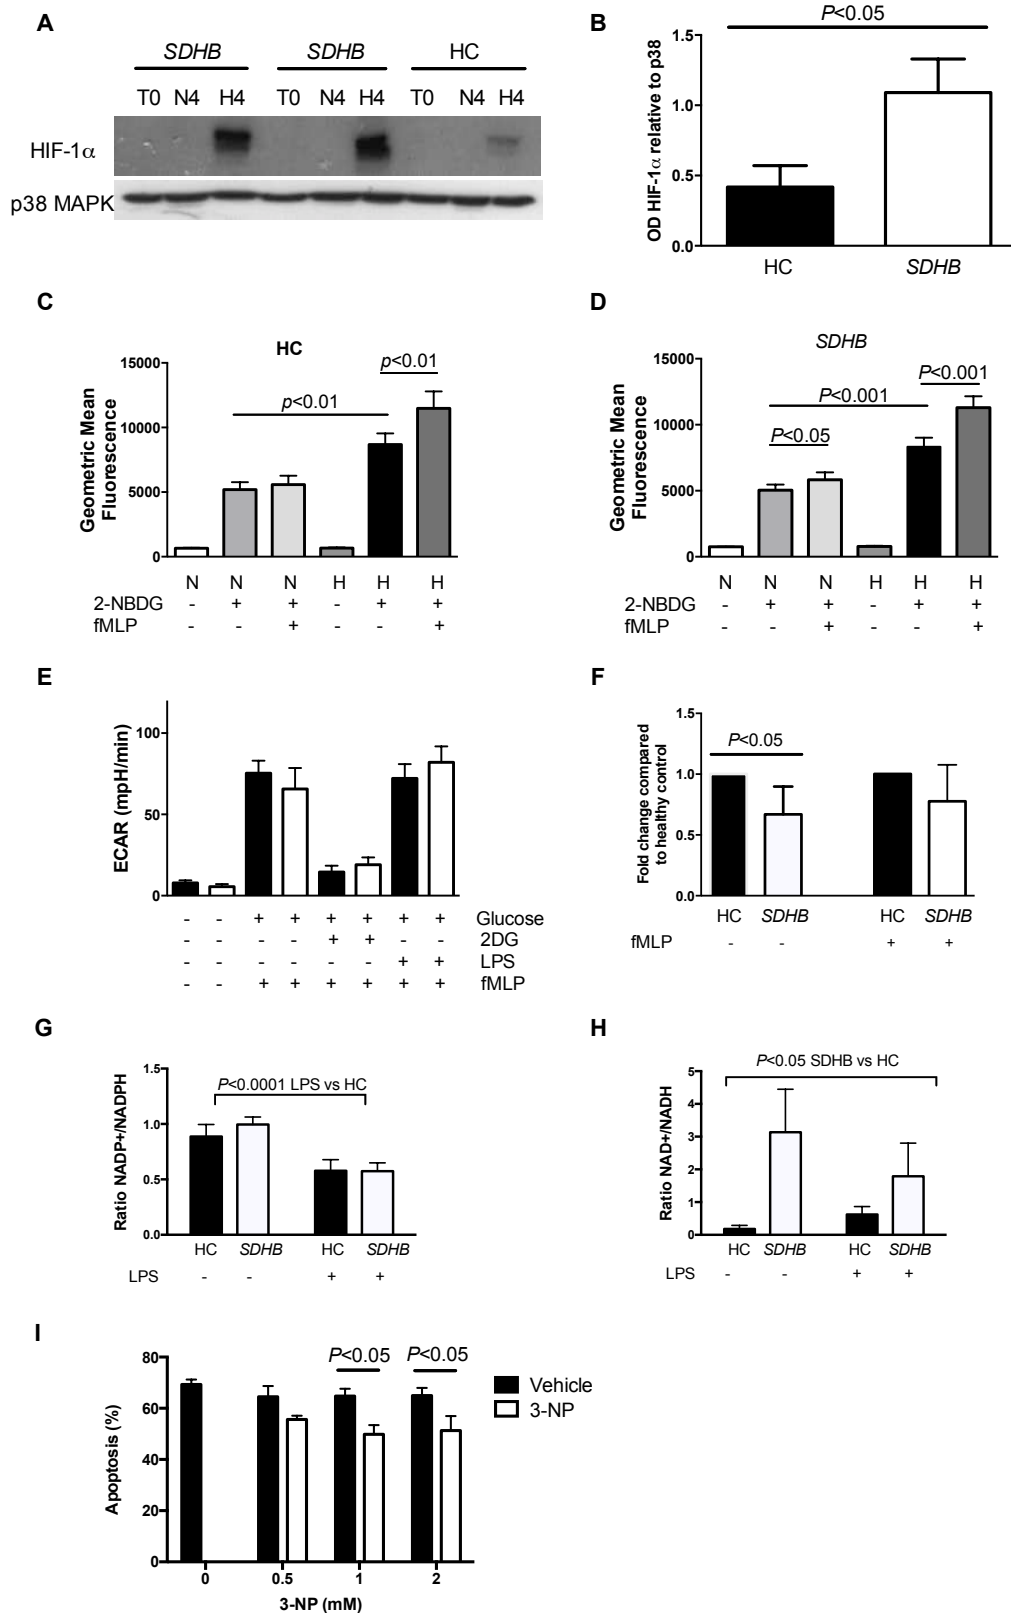 A
SDHB SDHB HC
T0 N4 H4 T0 N4 H4 T0 N4 H4
HIF-1α
p38 MAPK
B
P<0.05
OD HIF-1α relative to p38
1.5
1.0
0.5
0.0
HC SDHB
C
HC
Geometric Mean
Fluorescence
15000
10000
5000
0
p<0.01
p<0.01
N N N H H H
2-NBDG - + + - + +
fMLP - - + - - +
D
SDHB
Geometric Mean
Fluorescence
15000
10000
5000
0
P<0.001
P<0.001
P<0.05
N N N H H H
2-NBDG - + + - + +
fMLP - - + - - +
E
ECAR (mpH/min)
100
50
0
- - + + + + + + Glucose
- - - - + + - - 2DG
- - - - - - + + LPS
- - + + + + + + fMLP
F
Fold change compared
to healthy control
1.5
1.0
0.5
0.0
P<0.05
HC SDHB HC SDHB
fMLP - - + +
G
Ratio NADP+/NADPH
1.5
1.0
0.5
0.0
P<0.0001 LPS vs HC
HC SDHB HC SDHB
LPS - - + +
H
P<0.05 SDHB vs HC
Ratio NAD+/NADH
5
4
3
2
1
0
HC SDHB HC SDHB
LPS - - + +
I
Apoptosis (%)
80
60
40
20
0
P<0.05 P<0.05
Vehicle
3-NP
0 0.5 1 2
3-NP (mM)